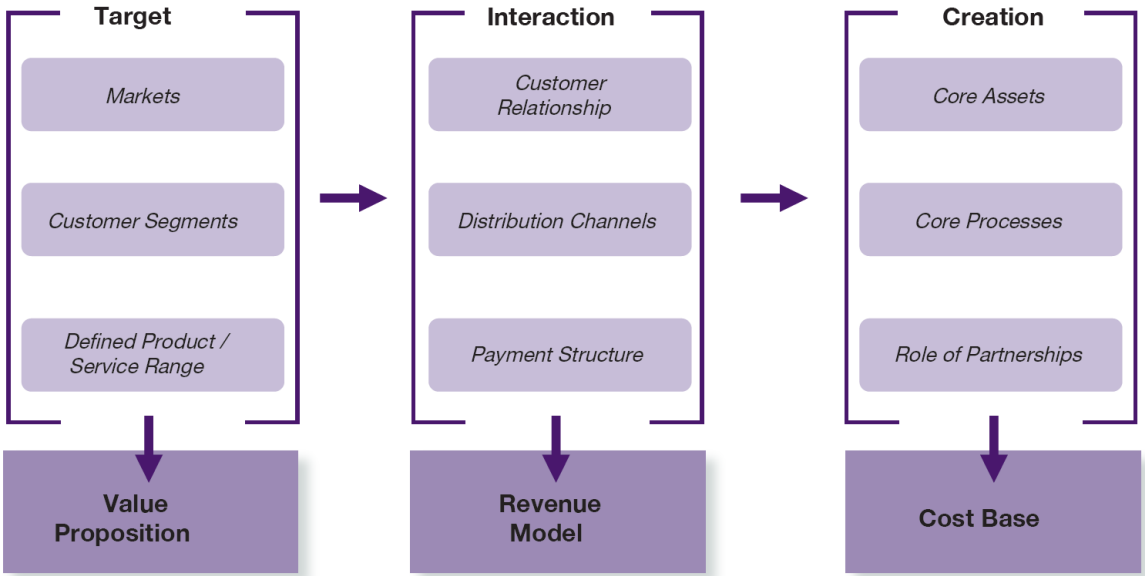 Target
Markets
Customer Segments
Defined Product /
Service Range
Value
Proposition
Interaction
Customer
Relationship
Distribution Channels
Payment Structure
Revenue
Model
Creation
Core Assets
Core Processes
Role of Partnerships
Cost Base